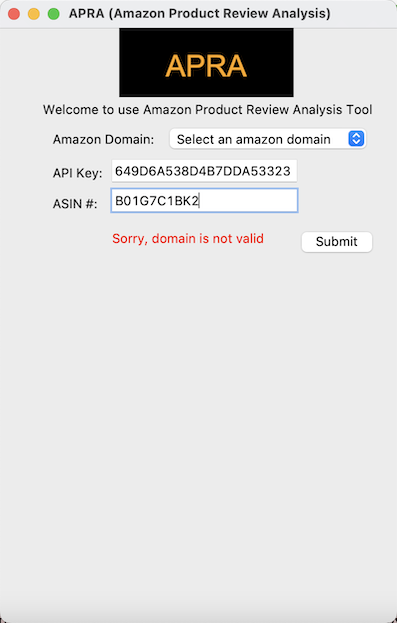 APRA (Amazon Product Review Analysis)
APRA
Welcome to use Amazon Product Review Analysis Tool
Amazon Domain: Select an amazon domain
API Key: 649D6A538D4B7DDA53323
ASIN #: B01G7C1BK2
Sorry, domain is not valid Submit